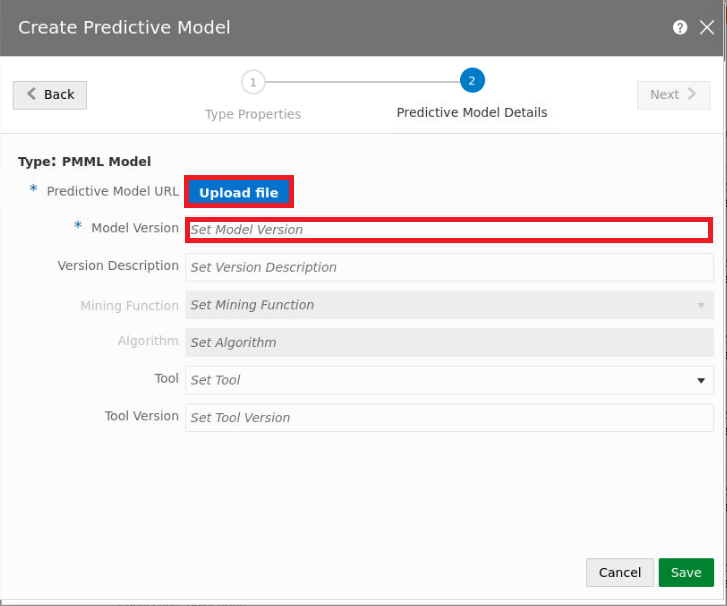 Create Predictive Model
?
Back
1
2
Next
Type Properties
Predictive Model Details
Type: PMML Model
* Predictive Model URL Upload file
* Model Version Set Model Version
Version Description Set Version Description
Mining Function Set Mining Function
Algorithm Set Algorithm
Tool Set Tool
Tool Version Set Tool Version
Cancel Save